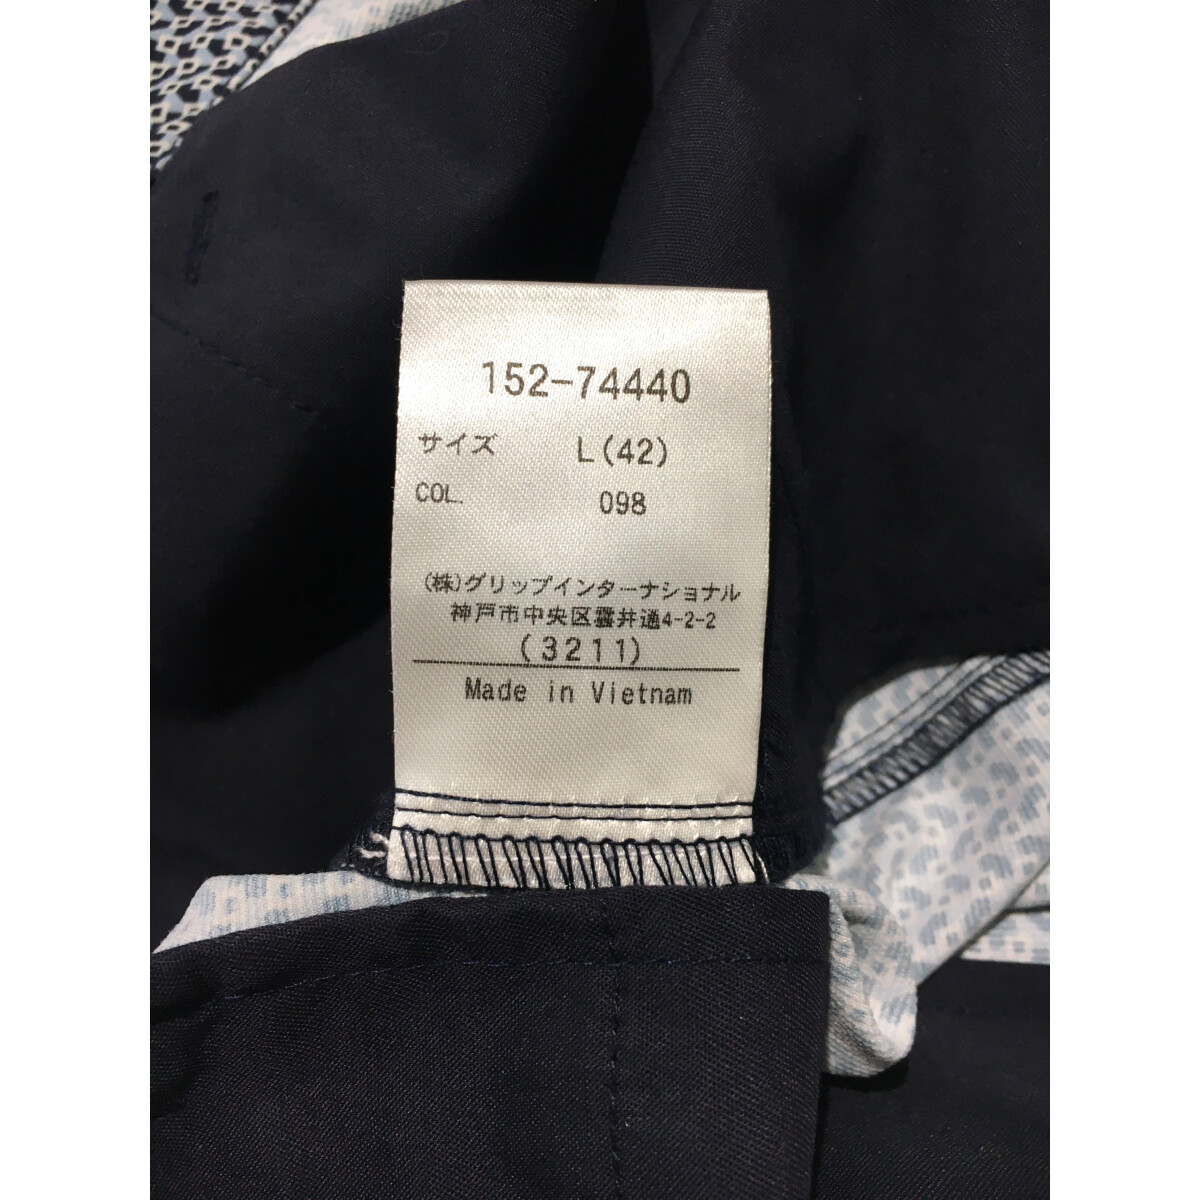 152-74440
サイズ L(42)
COL. 098
(株)グリップインターナショナル
神戸市中央区雲井通4-2-2
(3211)
Made in Vietnam